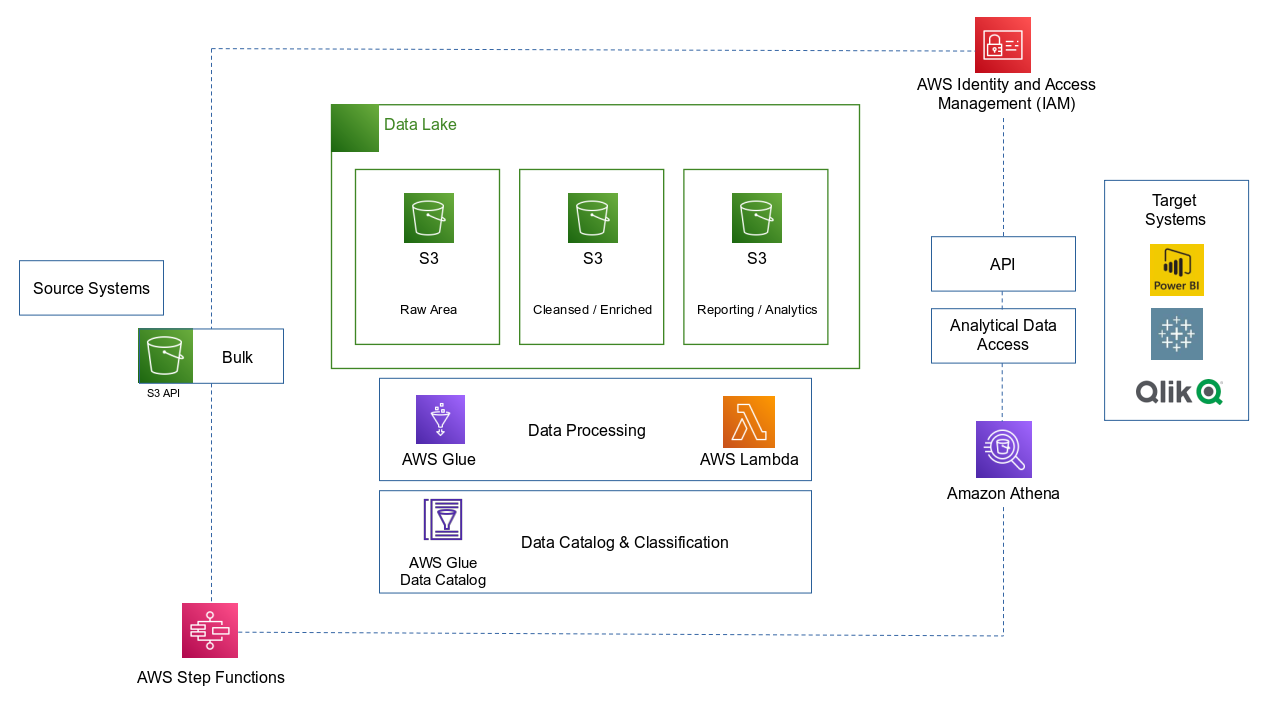 AWS Identity and Access
Management (IAM)
Data Lake
S3
S3
S3
Raw Area
Cleansed / Enriched
Reporting / Analytics
Source Systems
Bulk
S3 API
API
Analytical Data
Access
Target
Systems
Power BI
Qlik
Data Processing
AWS Glue
AWS Lambda
Amazon Athena
Data Catalog & Classification
AWS Glue
Data Catalog
AWS Step Functions